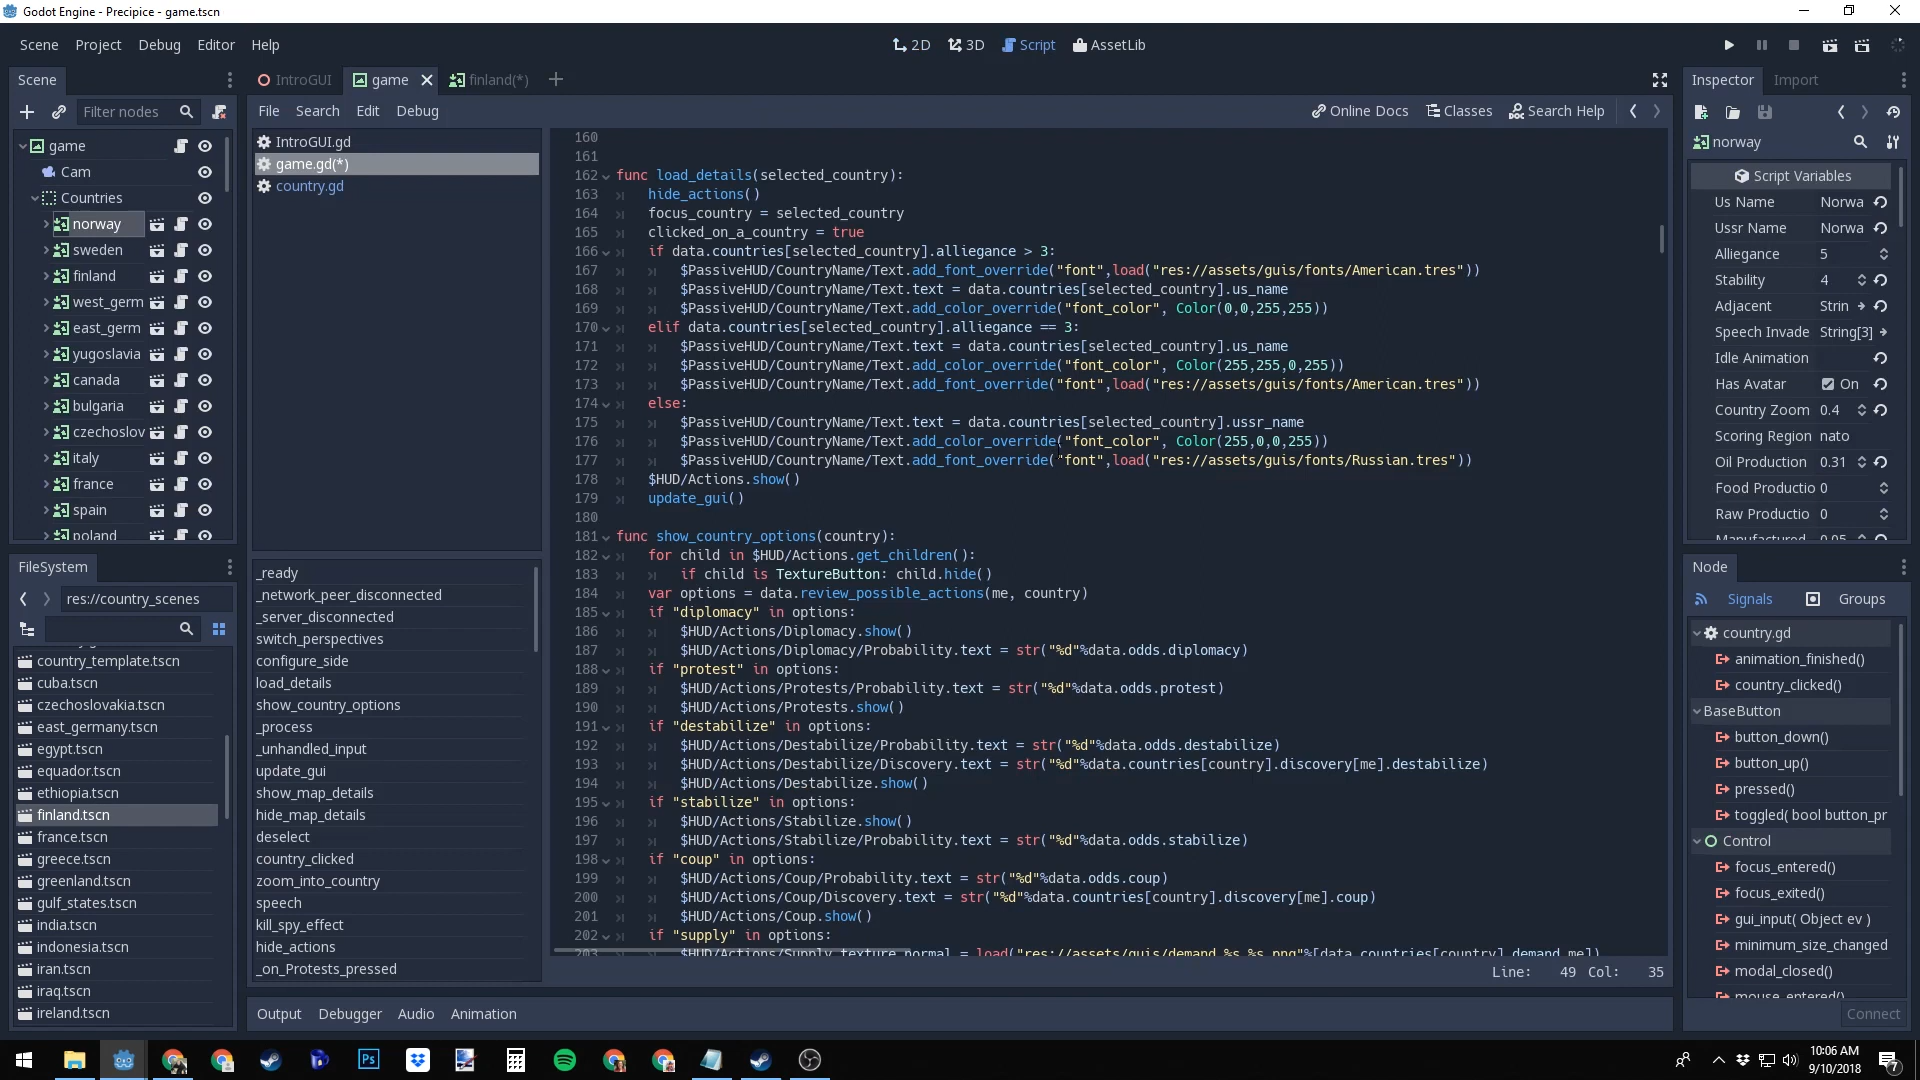 Godot Engine - Precipice - game.tscn
Scene Project Debug Editor Help
2D 3D Script AssetLib
Scene
Filter nodes
game
Cam
Countries
norway
sweden
finland
west_germ
east_germ
yugoslavia
canada
bulgaria
czechoslov
italy
france
spain
poland
FileSystem
res://country_scenes
country_template.tscn
cuba.tscn
czechoslovakia.tscn
east_germany.tscn
egypt.tscn
equador.tscn
ethiopia.tscn
finland.tscn
france.tscn
greece.tscn
greenland.tscn
gulf_states.tscn
india.tscn
indonesia.tscn
iran.tscn
iraq.tscn
ireland.tscn
IntroGUI game finland(*)
File Search Edit Debug
Online Docs Classes Search Help
IntroGUI.gd
game.gd(*)
country.gd
_ready
_network_peer_disconnected
_server_disconnected
switch_perspectives
configure_side
load_details
show_country_options
_process
_unhandled_input
update_gui
show_map_details
hide_map_details
deselect
country_clicked
zoom_into_country
speech
kill_spy_effect
hide_actions
_on_Protests_pressed
160
161
162 func load_details(selected_country):
163 hide_actions()
164 focus_country = selected_country
165 clicked_on_a_country = true
166 if data.countries[selected_country].alliegance > 3:
167 $PassiveHUD/CountryName/Text.add_font_override("font",load("res://assets/guis/fonts/American.tres"))
168 $PassiveHUD/CountryName/Text.text = data.countries[selected_country].us_name
169 $PassiveHUD/CountryName/Text.add_color_override("font_color", Color(0,0,255,255))
170 elif data.countries[selected_country].alliegance == 3:
171 $PassiveHUD/CountryName/Text.text = data.countries[selected_country].us_name
172 $PassiveHUD/CountryName/Text.add_color_override("font_color", Color(255,255,0,255))
173 $PassiveHUD/CountryName/Text.add_font_override("font",load("res://assets/guis/fonts/American.tres"))
174 else:
175 $PassiveHUD/CountryName/Text.text = data.countries[selected_country].ussr_name
176 $PassiveHUD/CountryName/Text.add_color_override("font_color", Color(255,0,0,255))
177 $PassiveHUD/CountryName/Text.add_font_override("font",load("res://assets/guis/fonts/Russian.tres"))
178 $HUD/Actions.show()
179 update_gui()
180
181 func show_country_options(country):
182 for child in $HUD/Actions.get_children():
183 if child is TextureButton: child.hide()
184 var options = data.review_possible_actions(me, country)
185 if "diplomacy" in options:
186 $HUD/Actions/Diplomacy.show()
187 $HUD/Actions/Diplomacy/Probability.text = str("%d"%data.odds.diplomacy)
188 if "protest" in options:
189 $HUD/Actions/Protests/Probability.text = str("%d"%data.odds.protest)
190 $HUD/Actions/Protests.show()
191 if "destabilize" in options:
192 $HUD/Actions/Destabilize/Probability.text = str("%d"%data.odds.destabilize)
193 $HUD/Actions/Destabilize/Discovery.text = str("%d"%data.countries[country].discovery[me].destabilize)
194 $HUD/Actions/Destabilize.show()
195 if "stabilize" in options:
196 $HUD/Actions/Stabilize.show()
197 $HUD/Actions/Stabilize/Probability.text = str("%d"%data.odds.stabilize)
198 if "coup" in options:
199 $HUD/Actions/Coup/Probability.text = str("%d"%data.odds.coup)
200 $HUD/Actions/Coup/Discovery.text = str("%d"%data.countries[country].discovery[me].coup)
201 $HUD/Actions/Coup.show()
202 if "supply" in options:
203 $HUD/Actions/Supply.texture_normal = load("res://assets/guis/demand_%s_%s.png"%[data.countries[country].demand,me])
Line: 49 Col: 35
Output Debugger Audio Animation
Inspector Import
norway
Script Variables
Us Name Norwa
Ussr Name Norwa
Alliegance 5
Stability 4
Adjacent Strin
Speech Invade String[3]
Idle Animation
Has Avatar On
Country Zoom 0.4
Scoring Region nato
Oil Production 0.31
Food Productio 0
Raw Productio 0
Manufactured 0.05
Node
Signals Groups
country.gd
animation_finished()
country_clicked()
BaseButton
button_down()
button_up()
pressed()
toggled( bool button_pr
Control
focus_entered()
focus_exited()
gui_input( Object ev )
minimum_size_changed
modal_closed()
mouse_entered()
Connect
Ps
10:06 AM
9/10/2018
7